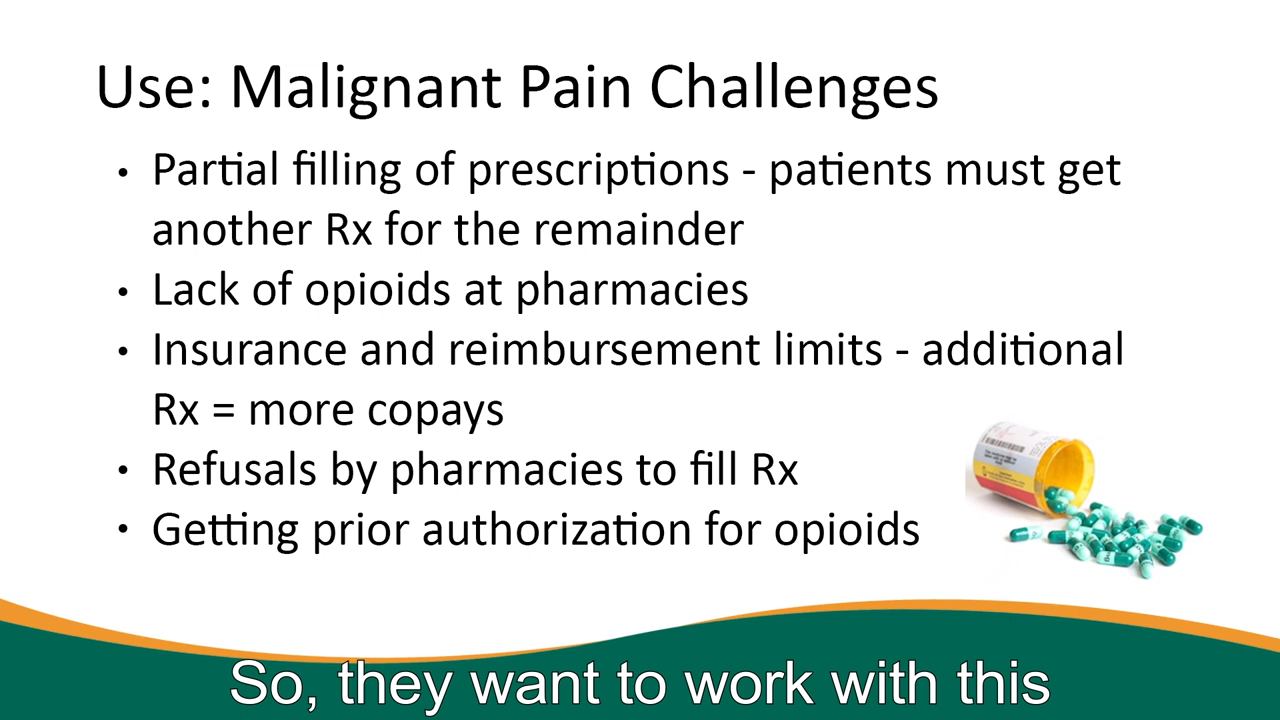 Use: Malignant Pain Challenges
• Partial filling of prescriptions - patients must get
another Rx for the remainder
• Lack of opioids at pharmacies
• Insurance and reimbursement limits - additional
Rx = more copays
• Refusals by pharmacies to fill Rx
• Getting prior authorization for opioids
So, they want to work with this